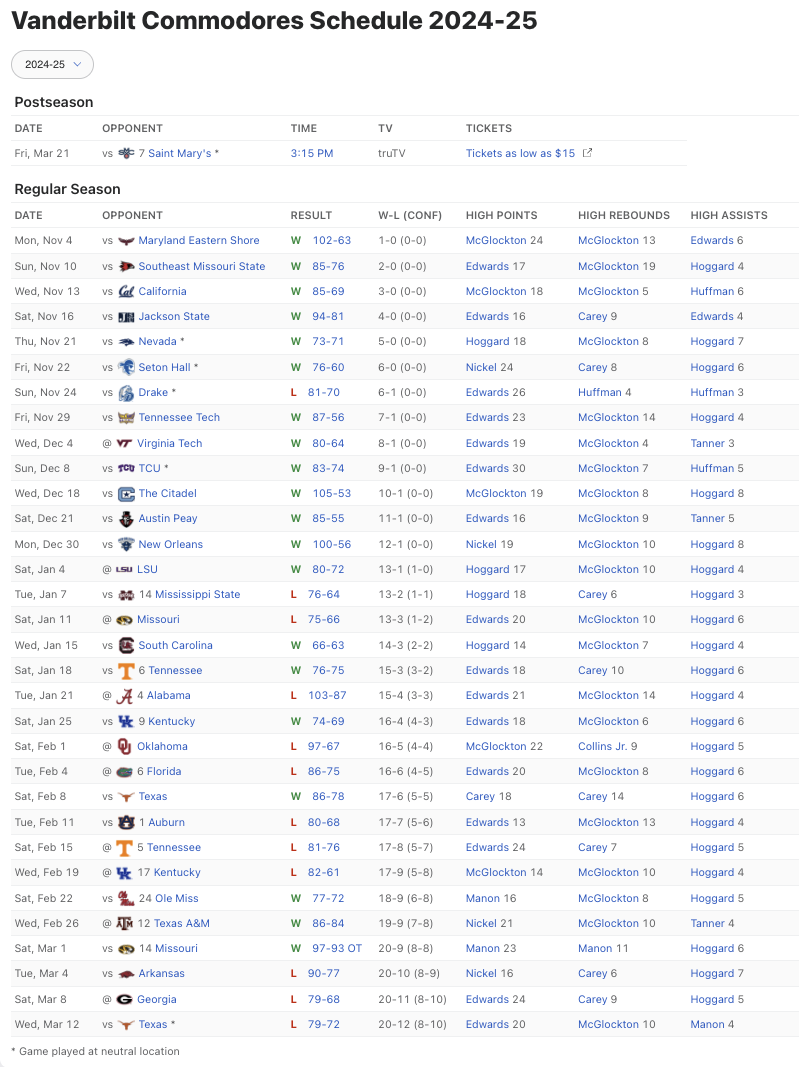 Vanderbilt Commodores Schedule 2024-25
2024-25
Postseason
DATE OPPONENT TIME TV TICKETS
Fri, Mar 21 vs 7 Saint Mary's * 3:15 PM truTV Tickets as low as $15
Regular Season
DATE OPPONENT RESULT W-L (CONF) HIGH POINTS HIGH REBOUNDS HIGH ASSISTS
Mon, Nov 4 vs Maryland Eastern Shore W 102-63 1-0 (0-0) McGlockton 24 McGlockton 13 Edwards 6
Sun, Nov 10 vs Southeast Missouri State W 85-76 2-0 (0-0) Edwards 17 McGlockton 19 Hoggard 4
Wed, Nov 13 vs Cal California W 85-69 3-0 (0-0) McGlockton 18 McGlockton 5 Huffman 6
Sat, Nov 16 vs Jackson State W 94-81 4-0 (0-0) Edwards 16 Carey 9 Edwards 4
Thu, Nov 21 vs Nevada * W 73-71 5-0 (0-0) Hoggard 18 McGlockton 8 Hoggard 7
Fri, Nov 22 vs Seton Hall * W 76-60 6-0 (0-0) Nickel 24 Carey 8 Hoggard 6
Sun, Nov 24 vs Drake * L 81-70 6-1 (0-0) Edwards 26 Huffman 4 Huffman 3
Fri, Nov 29 vs Tennessee Tech W 87-56 7-1 (0-0) Edwards 23 McGlockton 14 Hoggard 4
Wed, Dec 4 @ VT Virginia Tech W 80-64 8-1 (0-0) Edwards 19 McGlockton 4 Tanner 3
Sun, Dec 8 vs TCU TCU * W 83-74 9-1 (0-0) Edwards 30 McGlockton 7 Huffman 5
Wed, Dec 18 vs The Citadel W 105-53 10-1 (0-0) McGlockton 19 McGlockton 8 Hoggard 8
Sat, Dec 21 vs Austin Peay W 85-55 11-1 (0-0) Edwards 16 McGlockton 9 Tanner 5
Mon, Dec 30 vs New Orleans W 100-56 12-1 (0-0) Nickel 19 McGlockton 10 Hoggard 8
Sat, Jan 4 @ LSU LSU W 80-72 13-1 (1-0) Hoggard 17 McGlockton 10 Hoggard 4
Tue, Jan 7 vs 14 Mississippi State L 76-64 13-2 (1-1) Hoggard 18 Carey 6 Hoggard 3
Sat, Jan 11 @ Missouri L 75-66 13-3 (1-2) Edwards 20 McGlockton 10 Hoggard 6
Wed, Jan 15 vs South Carolina W 66-63 14-3 (2-2) Hoggard 14 McGlockton 7 Hoggard 4
Sat, Jan 18 vs T 6 Tennessee W 76-75 15-3 (3-2) Edwards 18 Carey 10 Hoggard 6
Tue, Jan 21 @ A 4 Alabama L 103-87 15-4 (3-3) Edwards 21 McGlockton 14 Hoggard 4
Sat, Jan 25 vs UK 9 Kentucky W 74-69 16-4 (4-3) Edwards 18 McGlockton 6 Hoggard 6
Sat, Feb 1 @ OU Oklahoma L 97-67 16-5 (4-4) McGlockton 22 Collins Jr. 9 Hoggard 5
Tue, Feb 4 @ 6 Florida L 86-75 16-6 (4-5) Edwards 20 McGlockton 8 Hoggard 6
Sat, Feb 8 vs Texas W 86-78 17-6 (5-5) Carey 18 Carey 14 Hoggard 6
Tue, Feb 11 vs AU 1 Auburn L 80-68 17-7 (5-6) Edwards 13 McGlockton 13 Hoggard 4
Sat, Feb 15 @ T 5 Tennessee L 81-76 17-8 (5-7) Edwards 24 Carey 7 Hoggard 5
Wed, Feb 19 @ UK 17 Kentucky L 82-61 17-9 (5-8) McGlockton 14 McGlockton 10 Hoggard 4
Sat, Feb 22 vs Ole Miss 24 Ole Miss W 77-72 18-9 (6-8) Manon 16 McGlockton 8 Hoggard 5
Wed, Feb 26 @ ATM 12 Texas A&M W 86-84 19-9 (7-8) Nickel 21 McGlockton 10 Tanner 4
Sat, Mar 1 vs 14 Missouri W 97-93 OT 20-9 (8-8) Manon 23 Manon 11 Hoggard 6
Tue, Mar 4 vs Arkansas L 90-77 20-10 (8-9) Nickel 16 Carey 6 Hoggard 7
Sat, Mar 8 @ G Georgia L 79-68 20-11 (8-10) Edwards 24 Carey 9 Hoggard 5
Wed, Mar 12 vs Texas * L 79-72 20-12 (8-10) Edwards 20 McGlockton 10 Manon 4
* Game played at neutral location